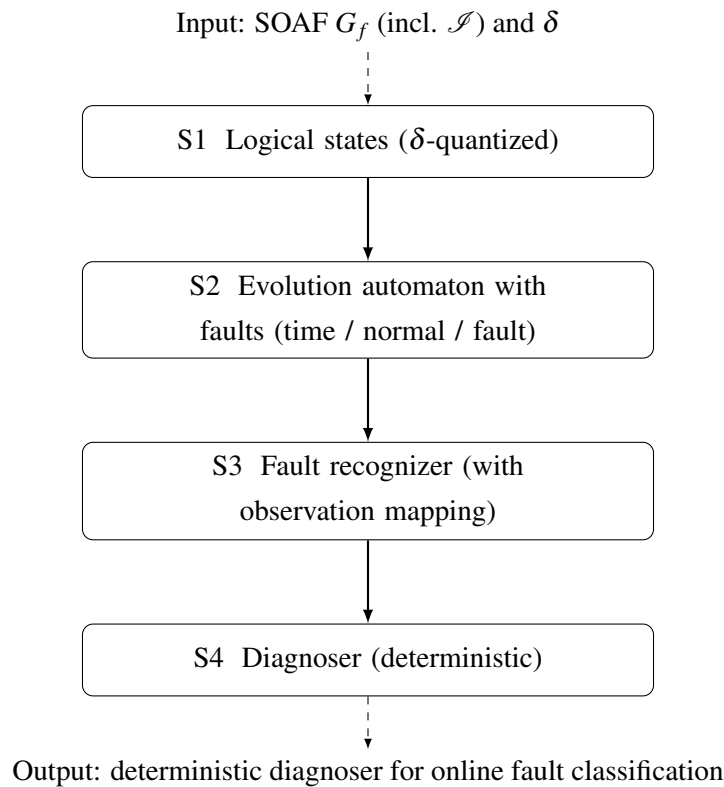 Input: SOAF G_f (incl. ℐ) and δ
S1 Logical states (δ-quantized)
S2 Evolution automaton with
faults (time / normal / fault)
S3 Fault recognizer (with
observation mapping)
S4 Diagnoser (deterministic)
Output: deterministic diagnoser for online fault classification